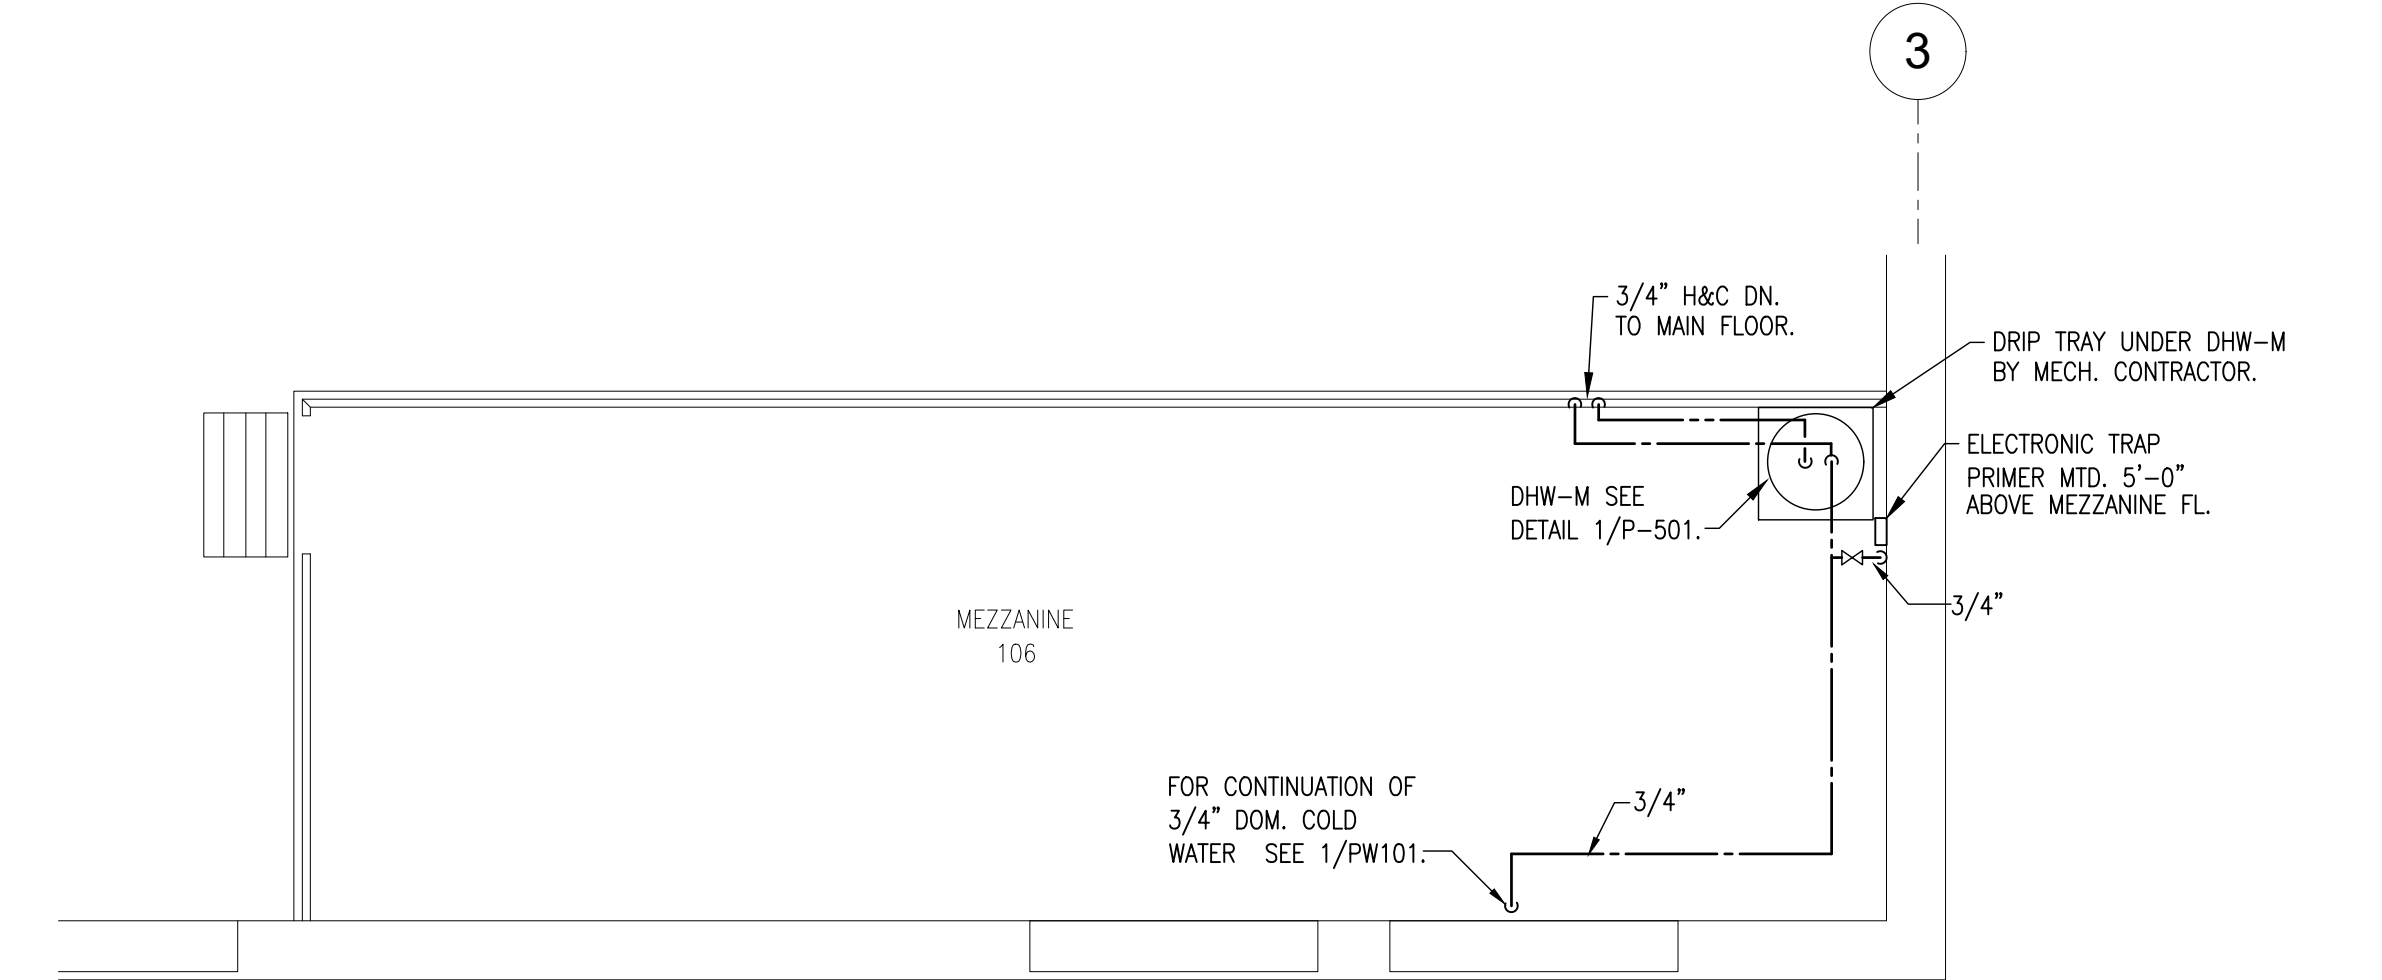 3
3/4" H&C DN.
TO MAIN FLOOR.
DRIP TRAY UNDER DHW-M
BY MECH. CONTRACTOR.
ELECTRONIC TRAP
PRIMER MTD. 5'-0"
ABOVE MEZZANINE FL.
DHW-M SEE
DETAIL 1/P-501.
3/4"
MEZZANINE
106
FOR CONTINUATION OF
3/4" DOM. COLD
WATER SEE 1/PW101.
3/4"